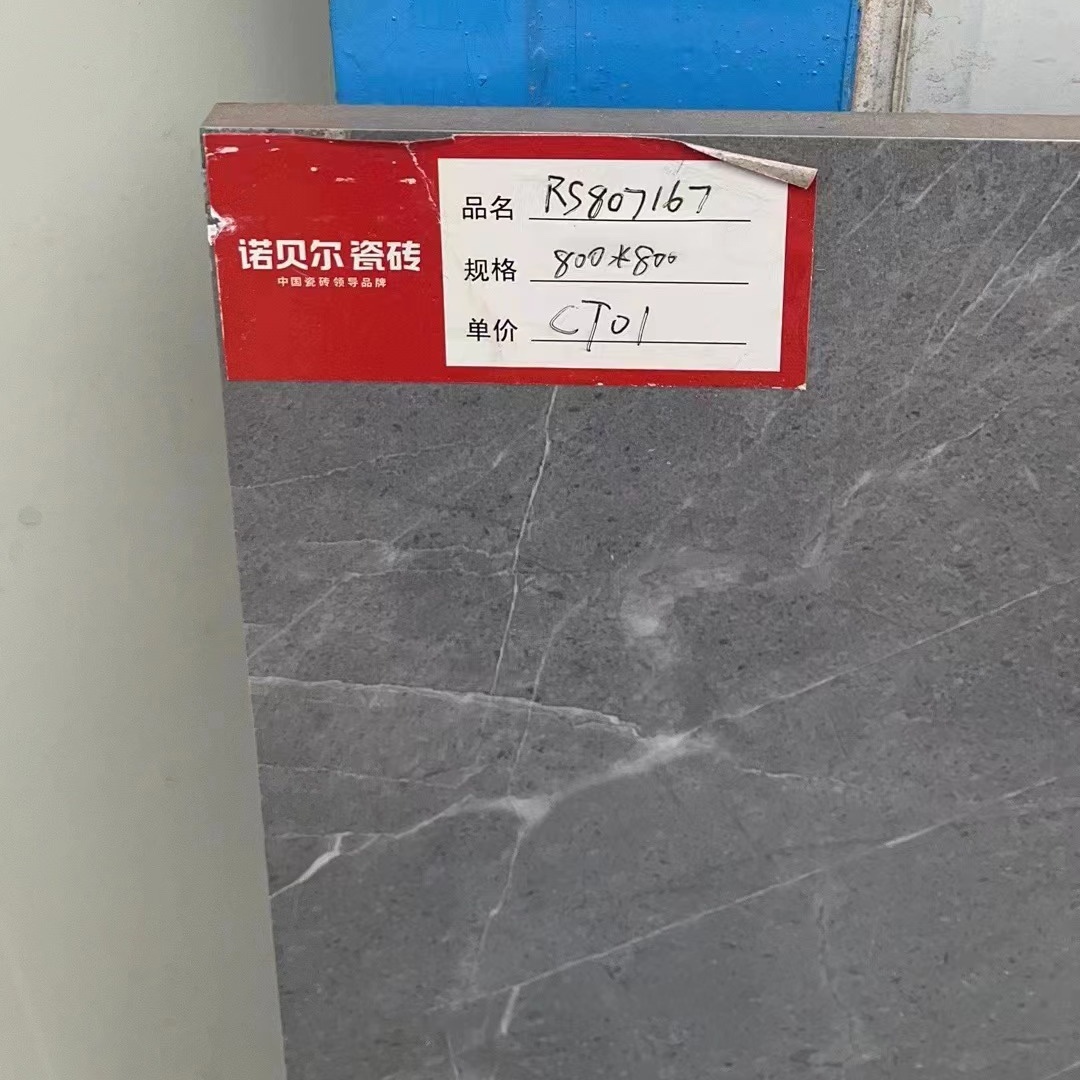 诺贝尔 瓷砖
中国瓷砖领导品牌
品名 RS807167
规格 800*800
单价 CT01